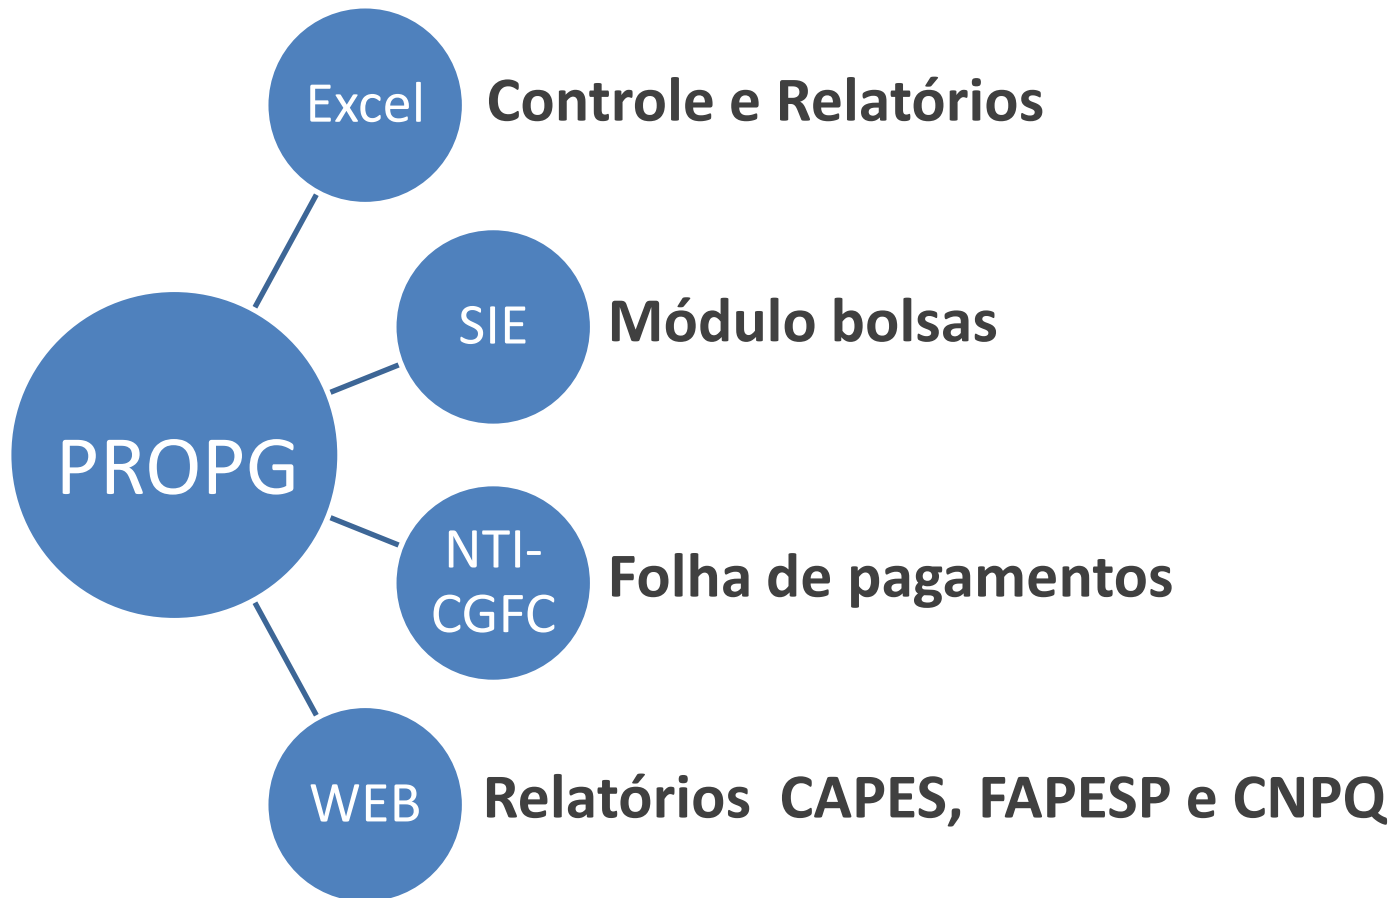 Excel
Controle e Relatórios
SIE
Módulo bolsas
PROPG
NTI-
CGFC
Folha de pagamentos
WEB
Relatórios  CAPES, FAPESP e CNPQ